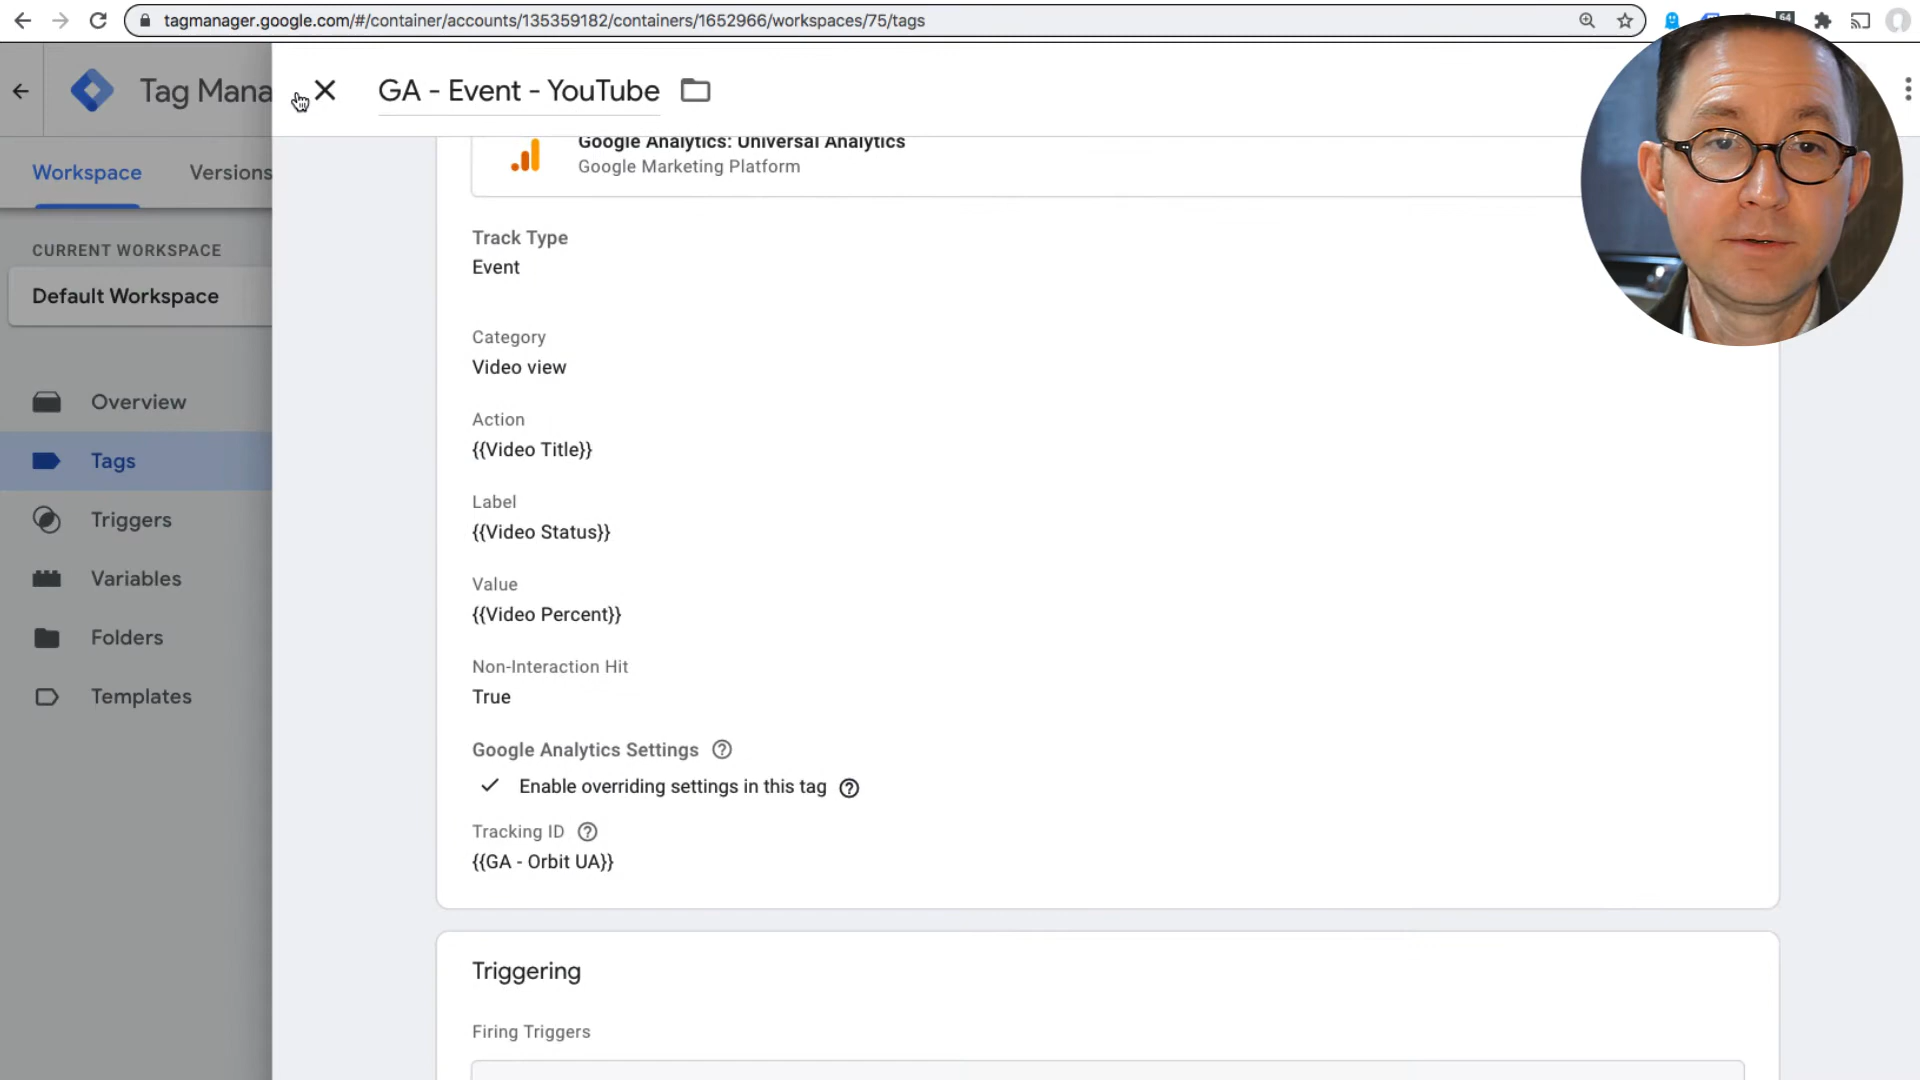 tagmanager.google.com/#/container/accounts/135359182/containers/1652966/workspaces/75/tags
64
Tag Mana
GA - Event - YouTube
Google Analytics: Universal Analytics
Google Marketing Platform
Workspace
Versions
CURRENT WORKSPACE
Default Workspace
Overview
Tags
Triggers
Variables
Folders
Templates
Track Type
Event
Category
Video view
Action
{{Video Title}}
Label
{{Video Status}}
Value
{{Video Percent}}
Non-Interaction Hit
True
Google Analytics Settings ?
Enable overriding settings in this tag ?
Tracking ID ?
{{GA - Orbit UA}}
Triggering
Firing Triggers